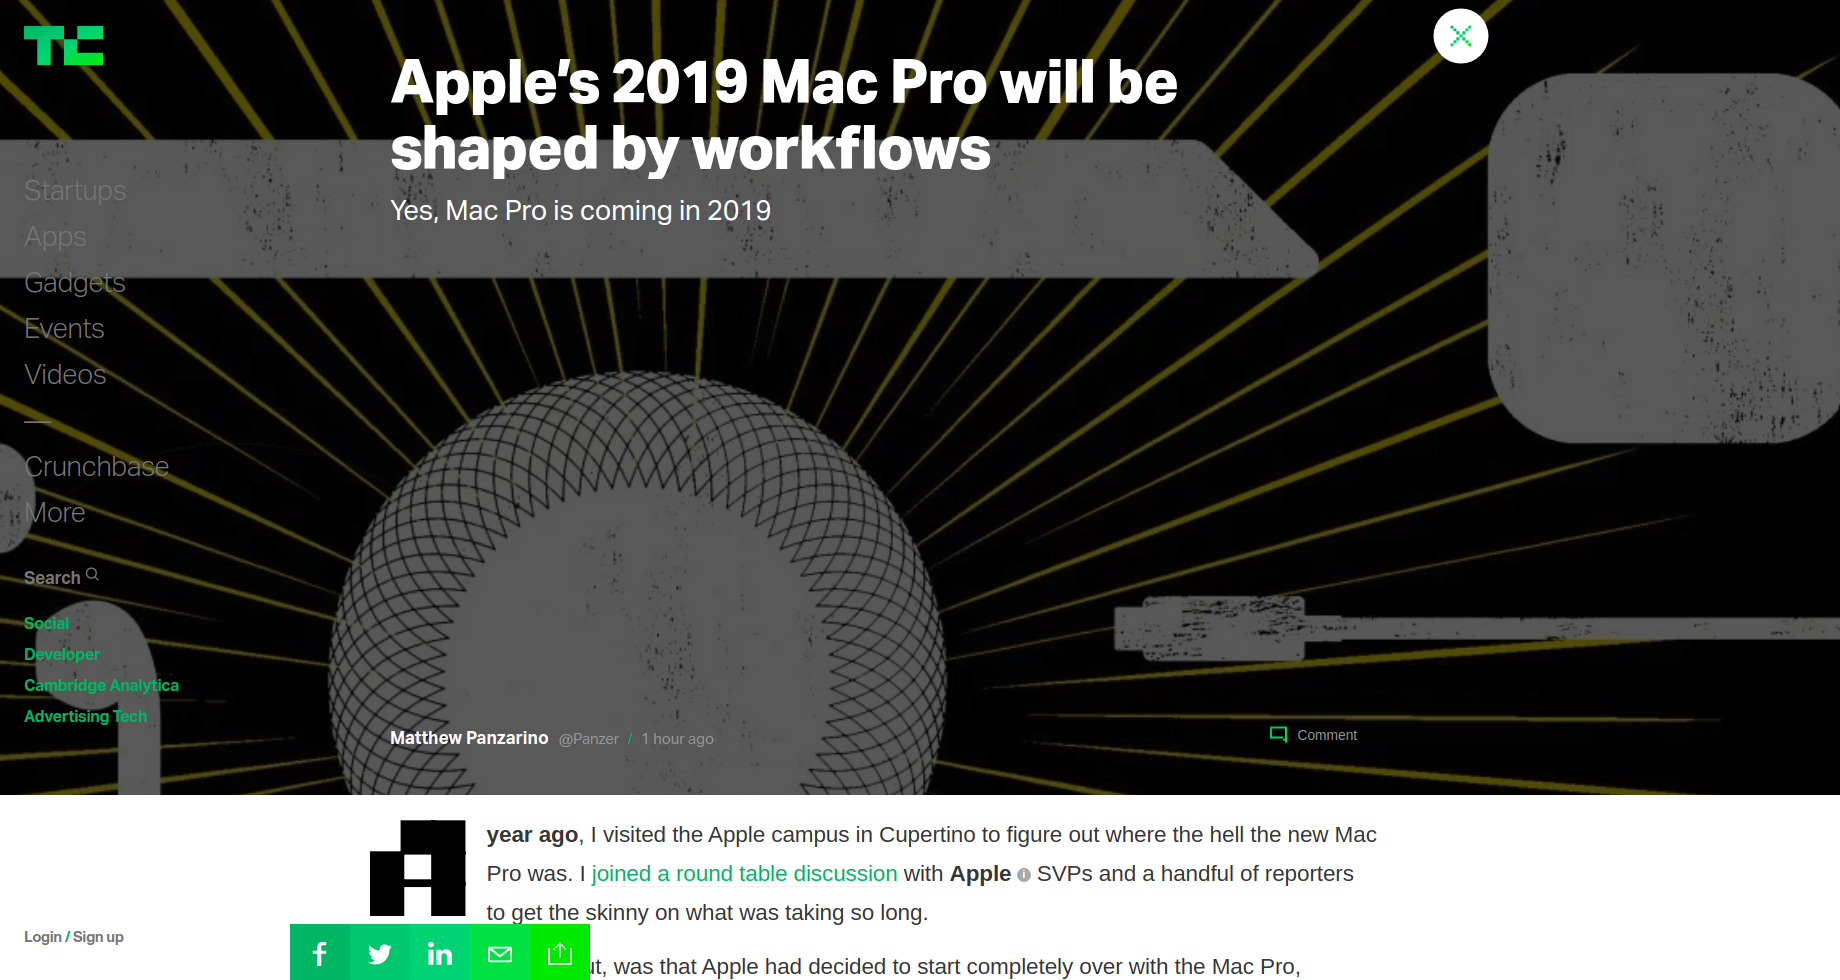 TC
Apple's 2019 Mac Pro will be
shaped by workflows
Yes, Mac Pro is coming in 2019
Startups
Apps
Gadgets
Events
Videos
Crunchbase
More
Search
Social
Developer
Cambridge Analytica
Advertising Tech
Matthew Panzarino @Panzer / 1 hour ago
Comment
A year ago, I visited the Apple campus in Cupertino to figure out where the hell the new Mac
Pro was. I joined a round table discussion with Apple i SVPs and a handful of reporters
to get the skinny on what was taking so long.
was that Apple had decided to start completely over with the Mac Pro,
Login / Sign up
f
in